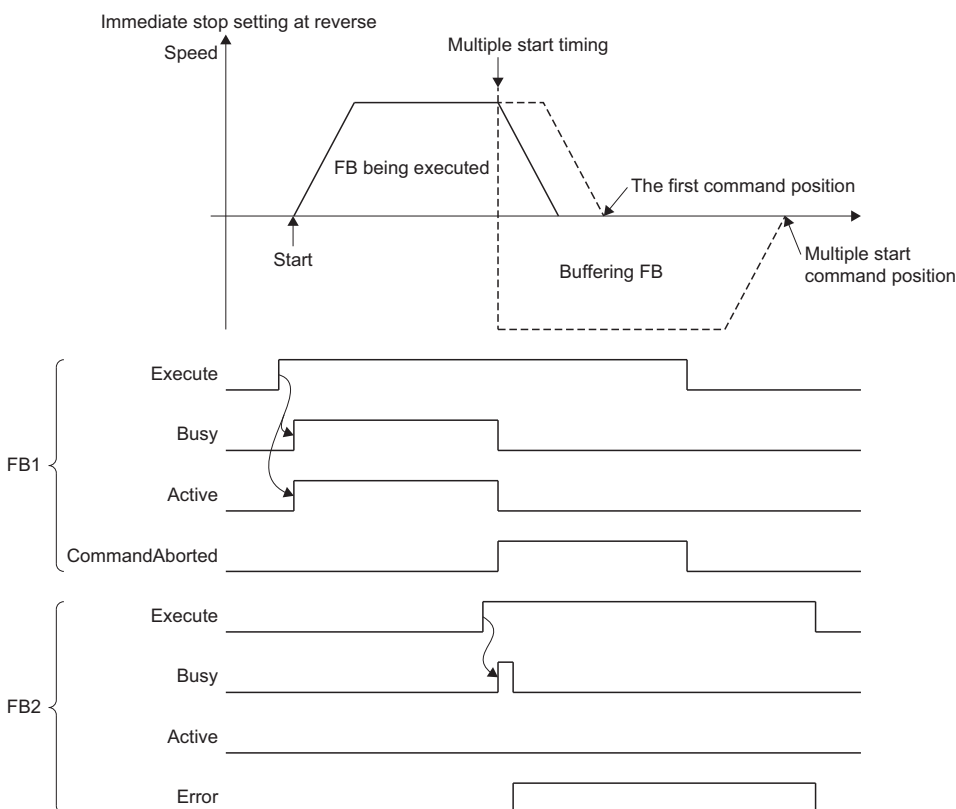 Immediate stop setting at reverse
Speed
Multiple start timing
FB being executed
The first command position
Start
Buffering FB
Multiple start
command position
FB1
Execute
Busy
Active
CommandAborted
FB2
Execute
Busy
Active
Error